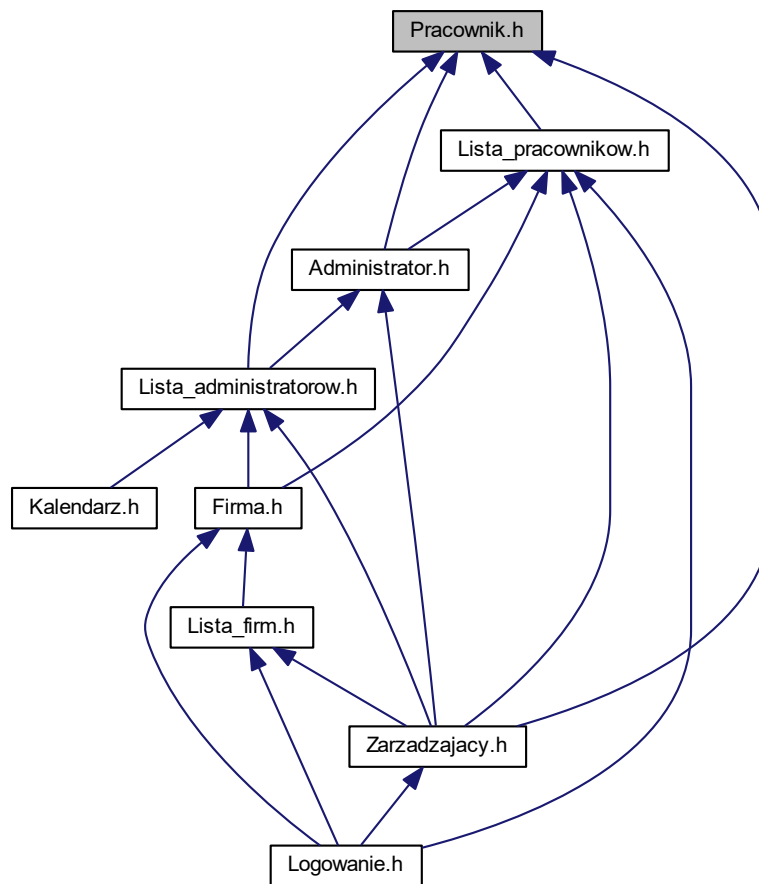 Pracownik.h
Lista_pracownikow.h
Administrator.h
Lista_administratorow.h
Kalendarz.h
Firma.h
Lista_firm.h
Zarzadzajacy.h
Logowanie.h